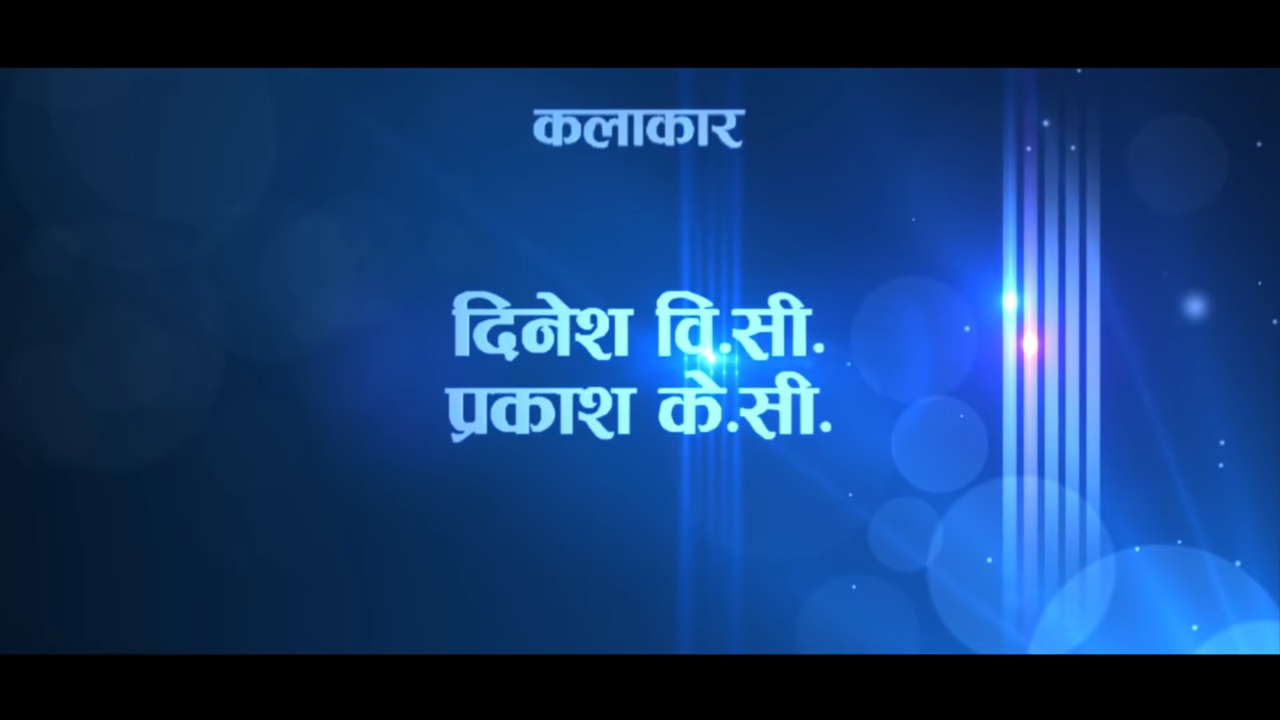 कलाकार
दिनेश वि.सी.
प्रकाश के.सी.